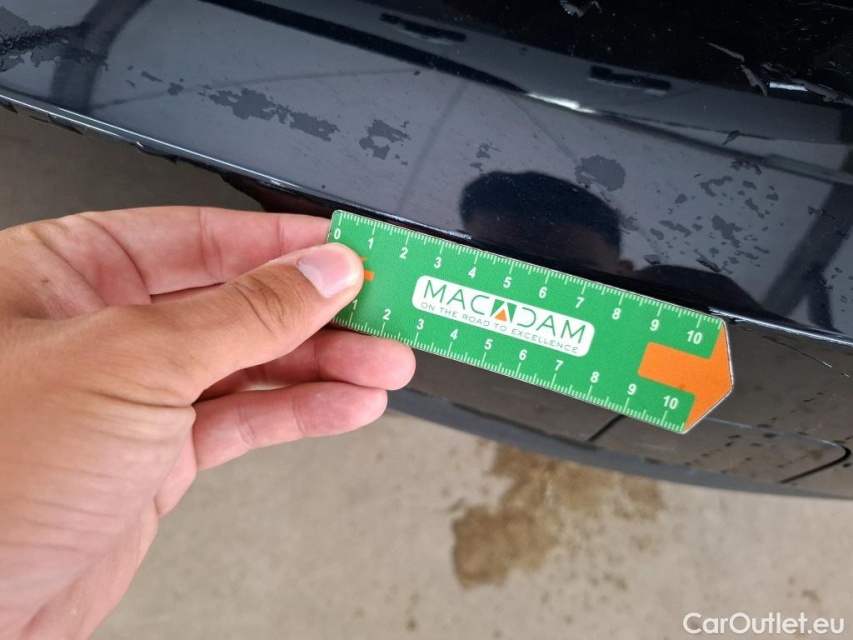 0 1 2 3 4 5 6 7 8 9 10
MACADAM
ON THE ROAD TO EXCELLENCE
1 2 3 4 5 6 7 8 9 10
CarOutlet.eu